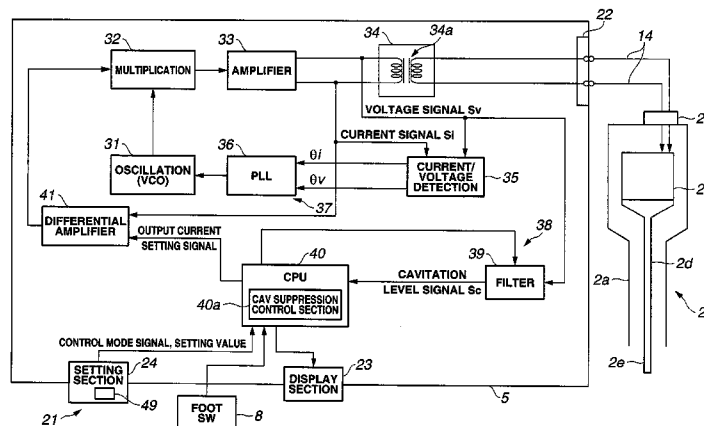 32
33
34
34a
22
14
MULTIPLICATION
AMPLIFIER
VOLTAGE SIGNAL Sv
CURRENT SIGNAL Si
31
36
θi
θv
OSCILLATION
(VCO)
PLL
37
CURRENT/
VOLTAGE
DETECTION
35
41
DIFFERENTIAL
AMPLIFIER
OUTPUT CURRENT
SETTING SIGNAL
40
CPU
40a
CAV SUPPRESSION
CONTROL SECTION
CAVITATION
LEVEL SIGNAL Sc
39
FILTER
38
2a
2d
2
2e
CONTROL MODE SIGNAL, SETTING VALUE
24
SETTING
SECTION
49
21
FOOT
SW
8
23
DISPLAY
SECTION
5